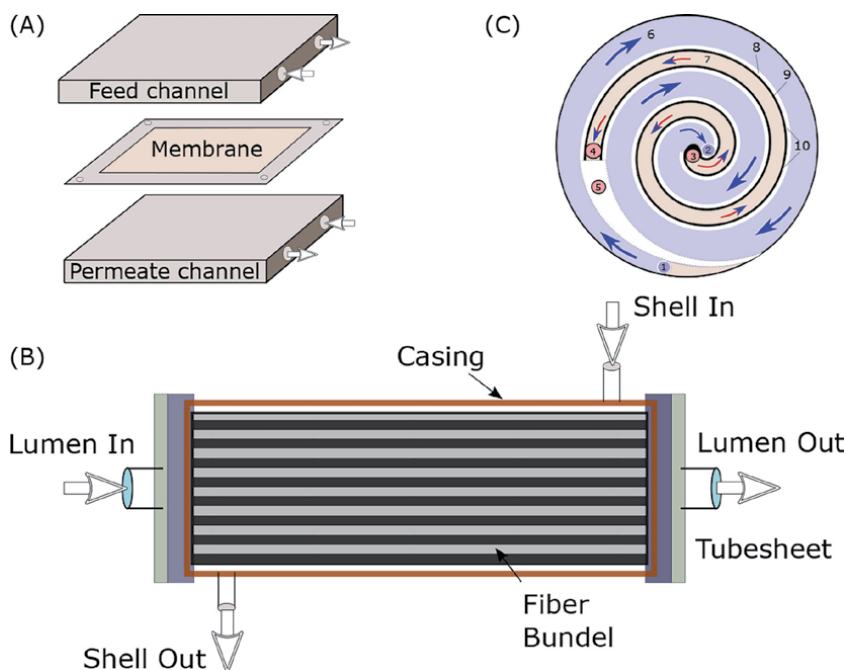 (A)
Feed channel
Membrane
Permeate channel
(C)
6
8
7
9
10
2
3
4
5
1
(B)
Shell In
Casing
Lumen In
Lumen Out
Tubesheet
Fiber
Bundel
Shell Out